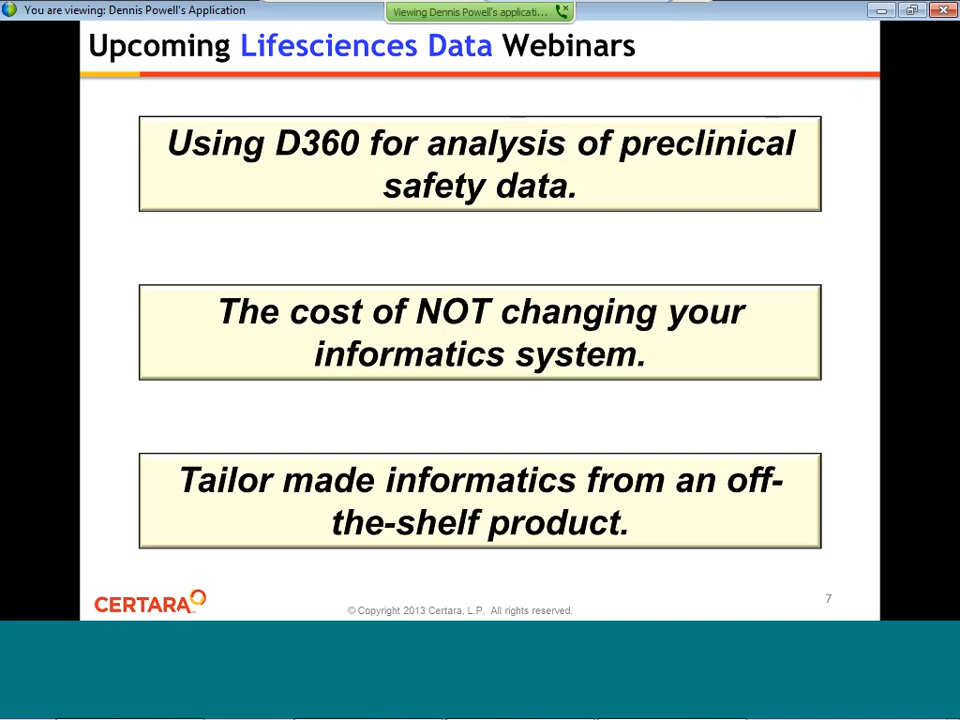 You are viewing: Dennis Powell's Application
Viewing Dennis Powell's applicati...
Upcoming Lifesciences Data Webinars
Using D360 for analysis of preclinical
safety data.
The cost of NOT changing your
informatics system.
Tailor made informatics from an off-
the-shelf product.
CERTARA
© Copyright 2013 Certara, L.P. All rights reserved.
7